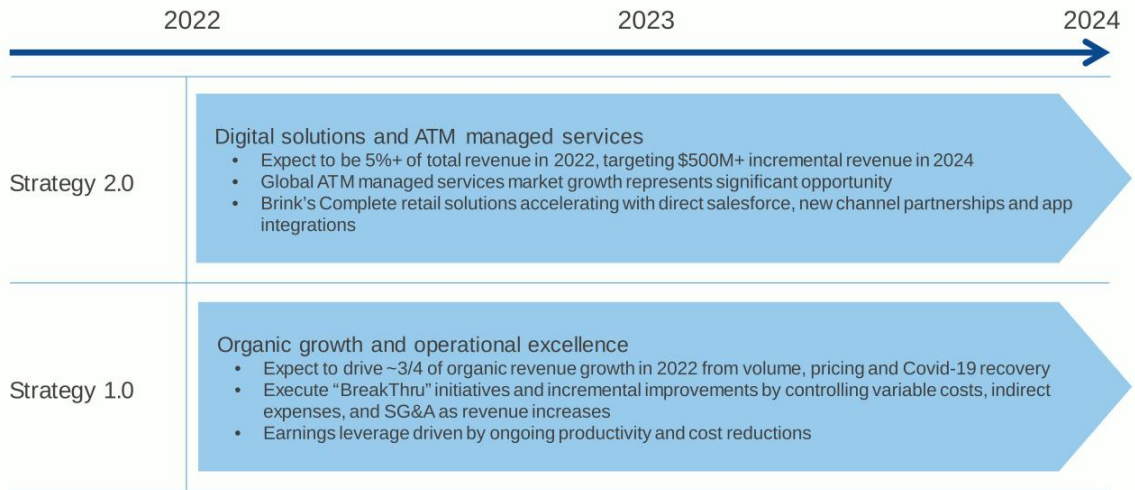 2022 2023 2024
Strategy 2.0
Digital solutions and ATM managed services
• Expect to be 5%+ of total revenue in 2022, targeting $500M+ incremental revenue in 2024
• Global ATM managed services market growth represents significant opportunity
• Brink’s Complete retail solutions accelerating with direct salesforce, new channel partnerships and app
integrations
Strategy 1.0
Organic growth and operational excellence
• Expect to drive ~3/4 of organic revenue growth in 2022 from volume, pricing and Covid-19 recovery
• Execute “BreakThru” initiatives and incremental improvements by controlling variable costs, indirect
expenses, and SG&A as revenue increases
• Earnings leverage driven by ongoing productivity and cost reductions